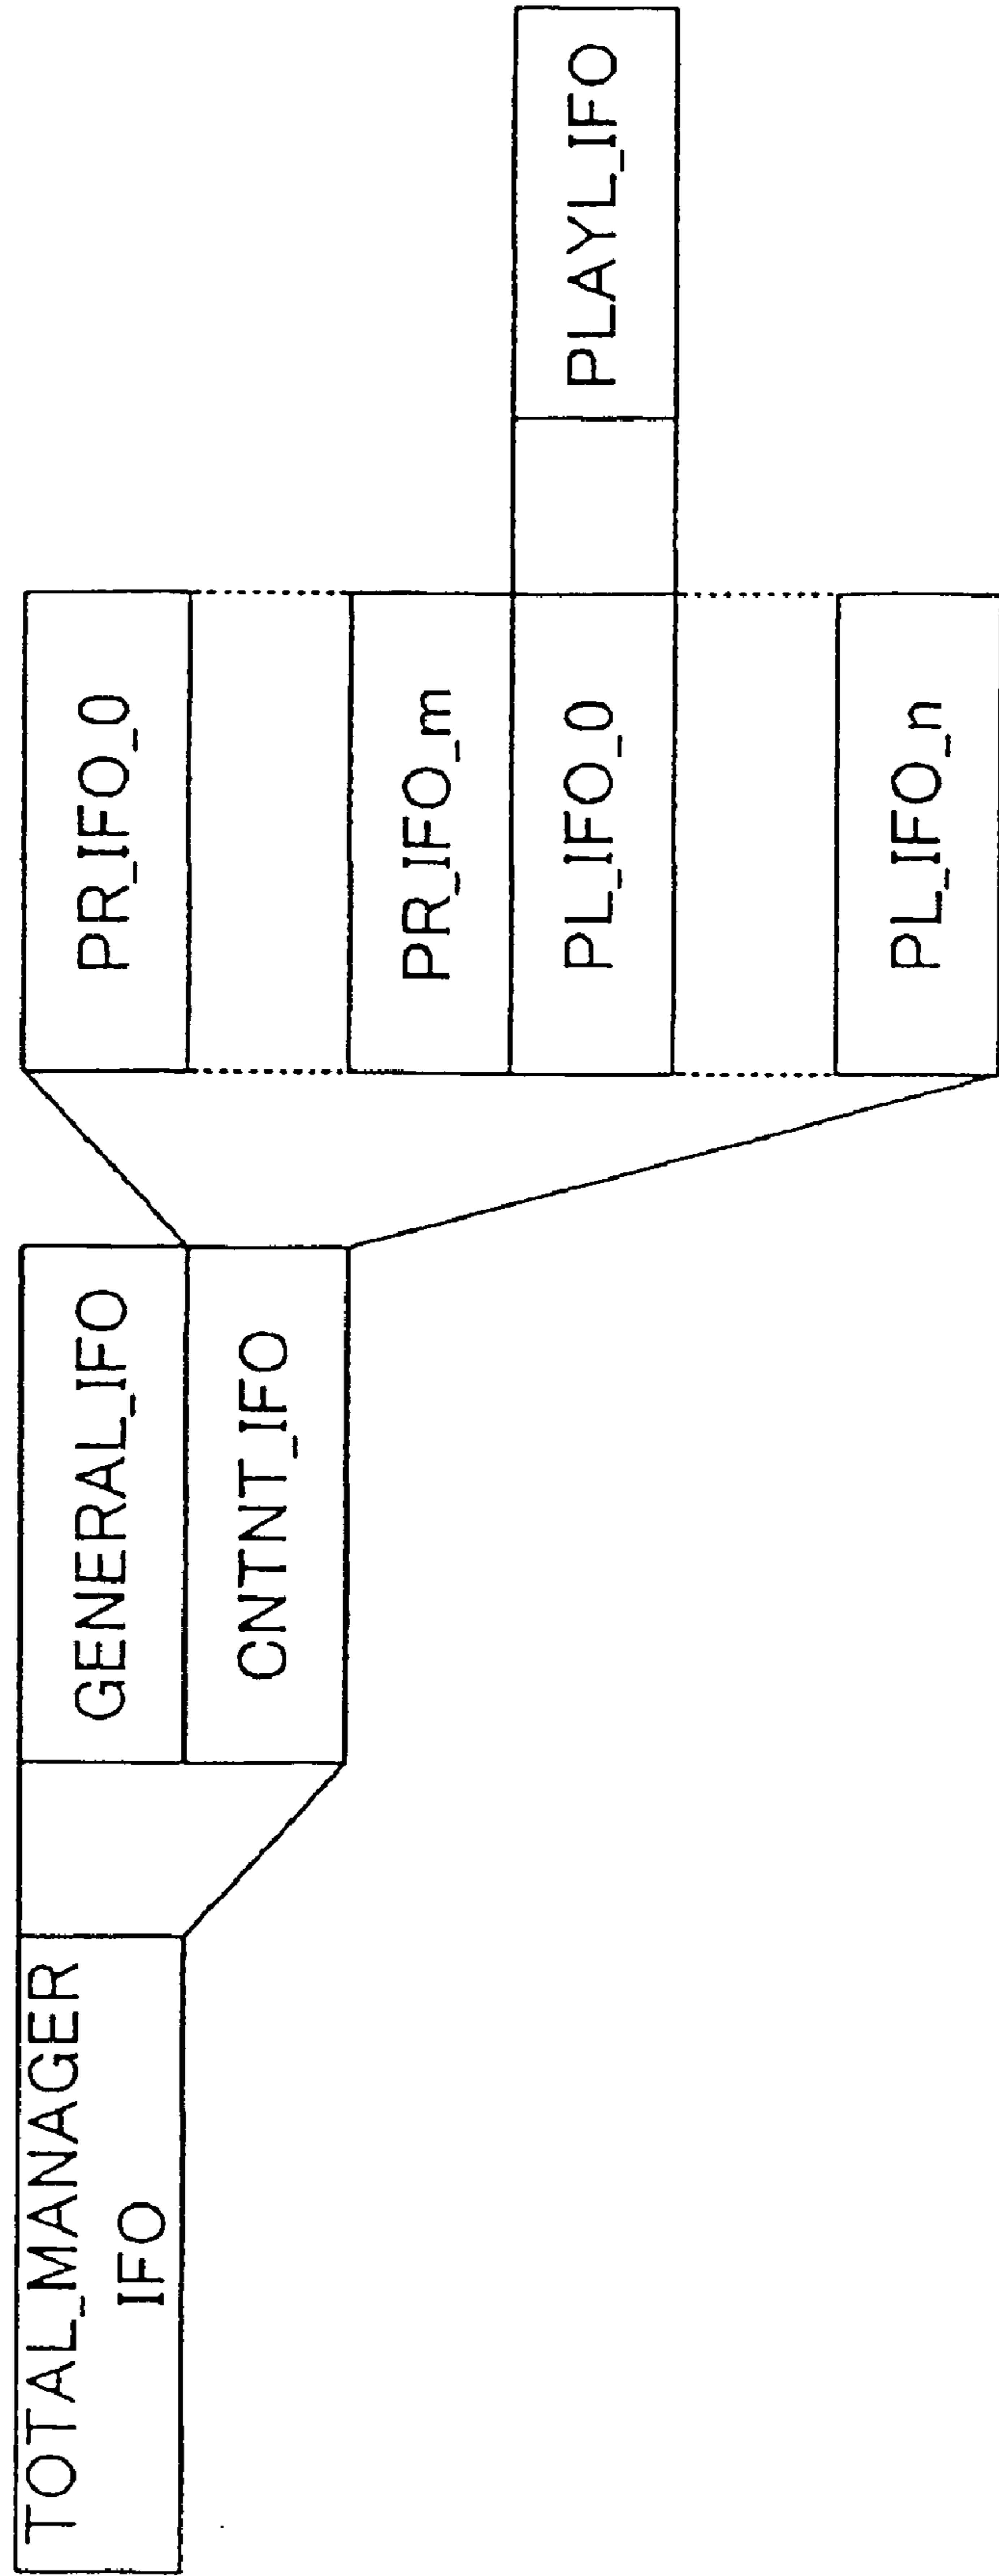 TOTAL_MANAGER
IFO
GENERAL_IFO
CNTNT_IFO
PR_IFO_0
PR_IFO_m
PL_IFO_0
PL_IFO_n
PLAYL_IFO